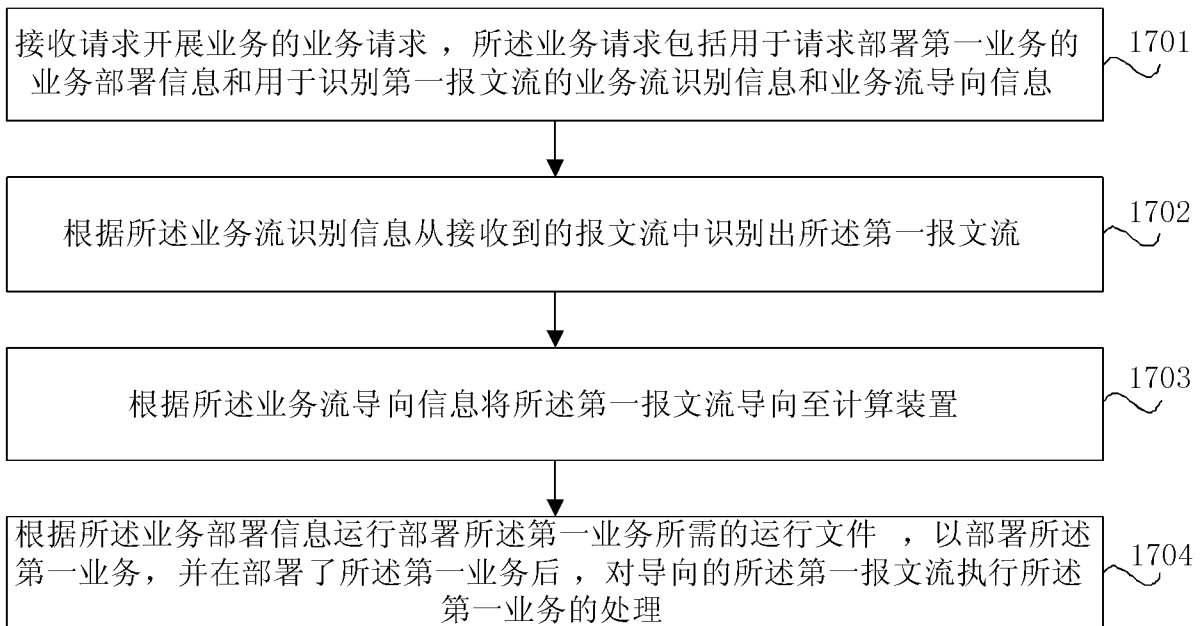 接收请求开展业务的业务请求，所述业务请求包括用于请求部署第一业务的
业务部署信息和用于识别第一报文流的业务流识别信息和业务流导向信息
1701
根据所述业务流识别信息从接收到的报文流中识别出所述第一报文流
1702
根据所述业务流导向信息将所述第一报文流导向至计算装置
1703
根据所述业务部署信息运行部署所述第一业务所需的运行文件，以部署所述
第一业务，并在部署了所述第一业务后，对导向的所述第一报文流执行所述
第一业务的处理
1704